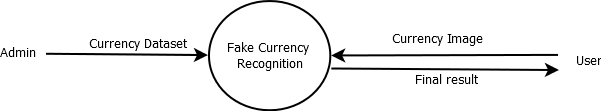 Admin
Currency Dataset
Fake Currency
Recognition
Currency Image
Final result
User